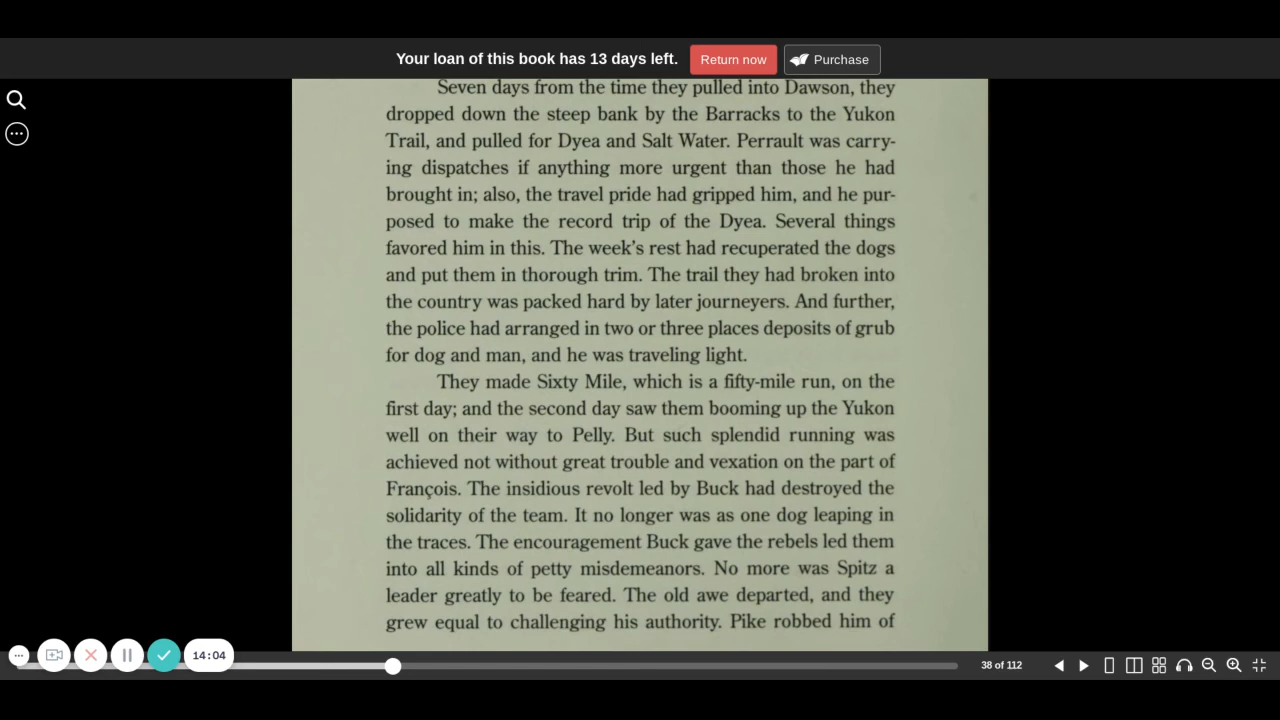 Your loan of this book has 13 days left.
Return now
Purchase
Seven days from the time they pulled into Dawson, they
dropped down the steep bank by the Barracks to the Yukon
Trail, and pulled for Dyea and Salt Water. Perrault was carry-
ing dispatches if anything more urgent than those he had
brought in; also, the travel pride had gripped him, and he pur-
posed to make the record trip of the Dyea. Several things
favored him in this. The week's rest had recuperated the dogs
and put them in thorough trim. The trail they had broken into
the country was packed hard by later journeyers. And further,
the police had arranged in two or three places deposits of grub
for dog and man, and he was traveling light.
They made Sixty Mile, which is a fifty-mile run, on the
first day; and the second day saw them booming up the Yukon
well on their way to Pelly. But such splendid running was
achieved not without great trouble and vexation on the part of
François. The insidious revolt led by Buck had destroyed the
solidarity of the team. It no longer was as one dog leaping in
the traces. The encouragement Buck gave the rebels led them
into all kinds of petty misdemeanors. No more was Spitz a
leader greatly to be feared. The old awe departed, and they
grew equal to challenging his authority. Pike robbed him of
14:04
38 of 112